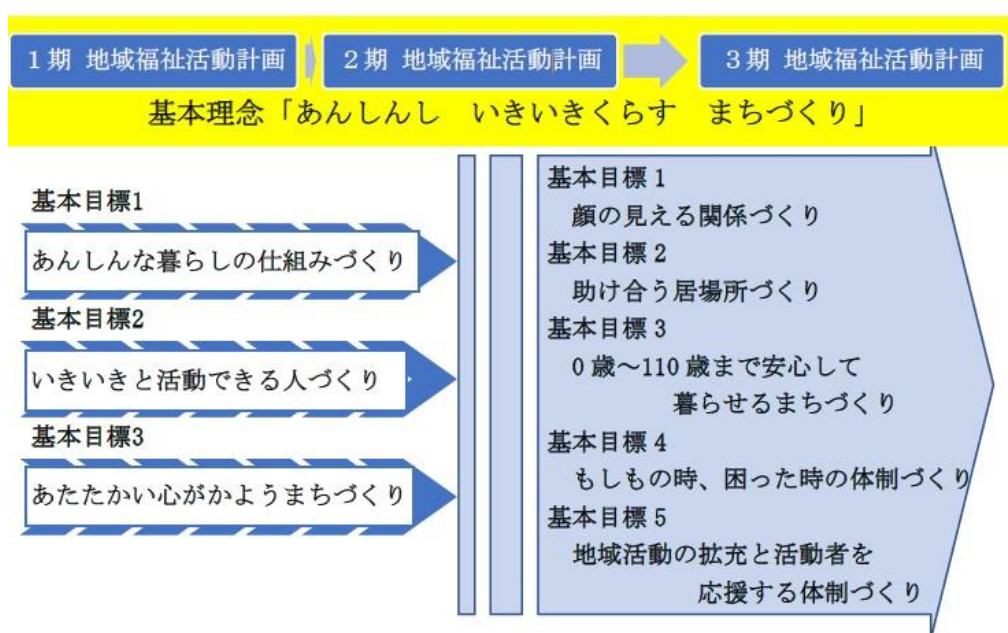 1期 地域福祉活動計画
2期 地域福祉活動計画
3期 地域福祉活動計画
基本理念「あんしんし　いきいきくらす　まちづくり」
基本目標1
あんしんな暮らしの仕組みづくり
基本目標2
いきいきと活動できる人づくり
基本目標3
あたたかい心がかようまちづくり
基本目標1
顔の見える関係づくり
基本目標2
助け合う居場所づくり
基本目標3
0歳～110歳まで安心して
暮らせるまちづくり
基本目標4
もしもの時、困った時の体制づくり
基本目標5
地域活動の拡充と活動者を
応援する体制づくり